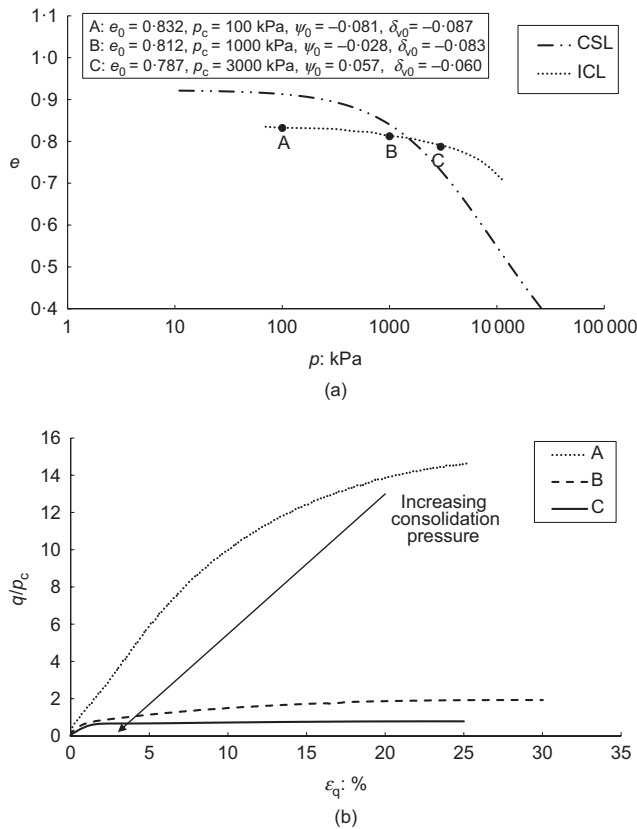 A: e0 = 0·832, pc = 100 kPa, ψ0 = –0·081, δv0 = –0·087
B: e0 = 0·812, pc = 1000 kPa, ψ0 = –0·028, δv0 = –0·083
C: e0 = 0·787, pc = 3000 kPa, ψ0 = 0·057, δv0 = –0·060
CSL
ICL
1·1
1·0
0·9
0·8
0·7
0·6
0·5
0·4
e
A
B
C
1
10
100
1000
10 000
100 000
p: kPa
(a)
16
14
12
10
8
6
4
2
0
q/pc
A
B
C
Increasing
consolidation
pressure
0
5
10
15
20
25
30
35
εq: %
(b)